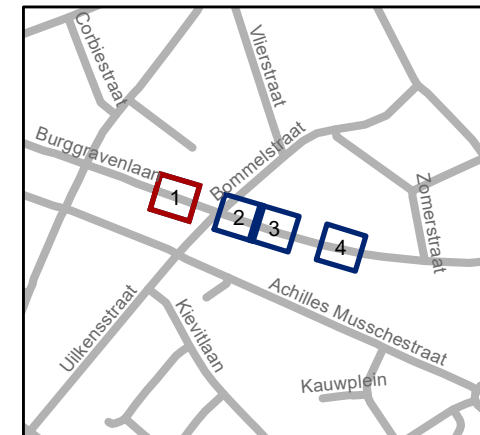 Corbiestraat
Vlierstraat
Burggravenlaan
Bommelstraat
1
2
3
4
Zomerstraat
Uilkensstraat
Kievitlaan
Achilles Musschestraat
Kauwplein